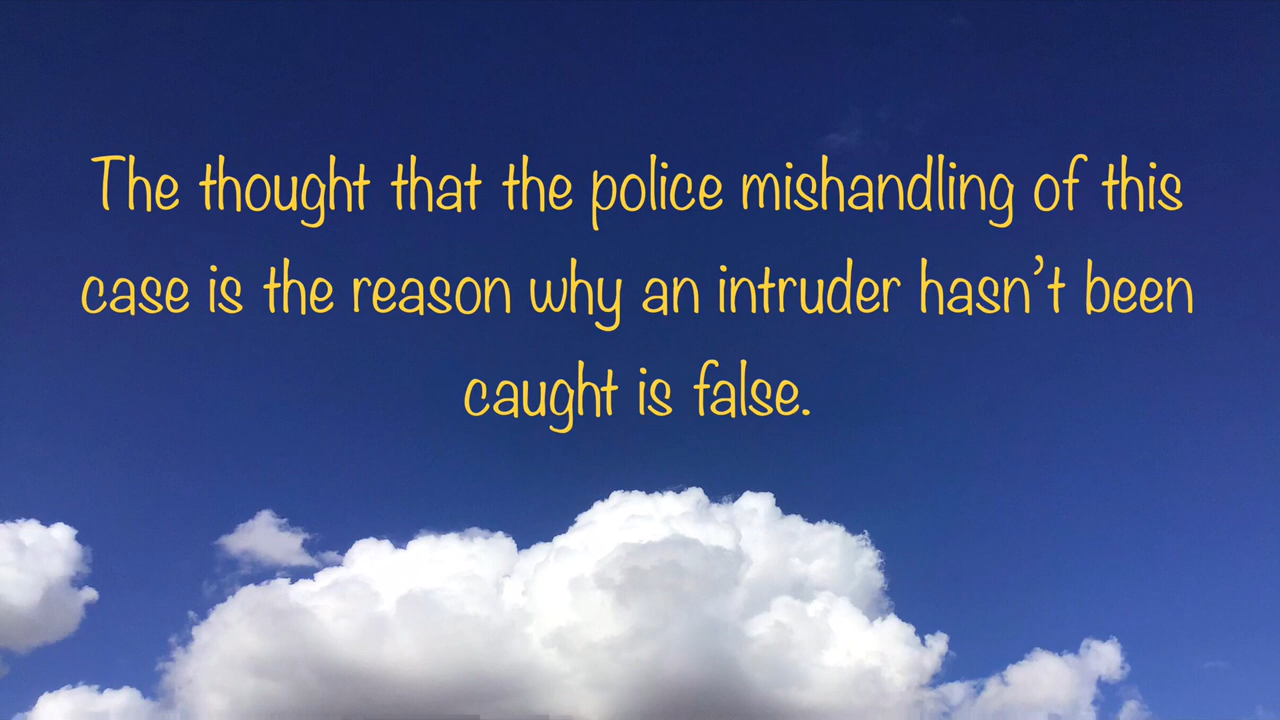 The thought that the police mishandling of this
case is the reason why an intruder hasn’t been
caught is false.